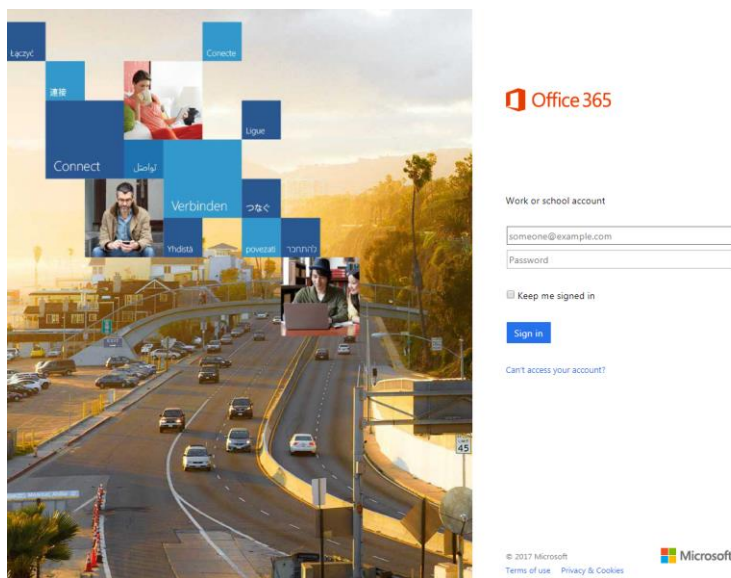 Łączyć
Conecte
連接
Ligue
Connect
تواصل
Verbinden
つなぐ
Yhdistä
povezati
להתחבר
LIMIT
45
Office 365
Work or school account
someone@example.com
Password
Keep me signed in
Sign in
Can't access your account?
© 2017 Microsoft
Terms of use Privacy & Cookies
Microsoft